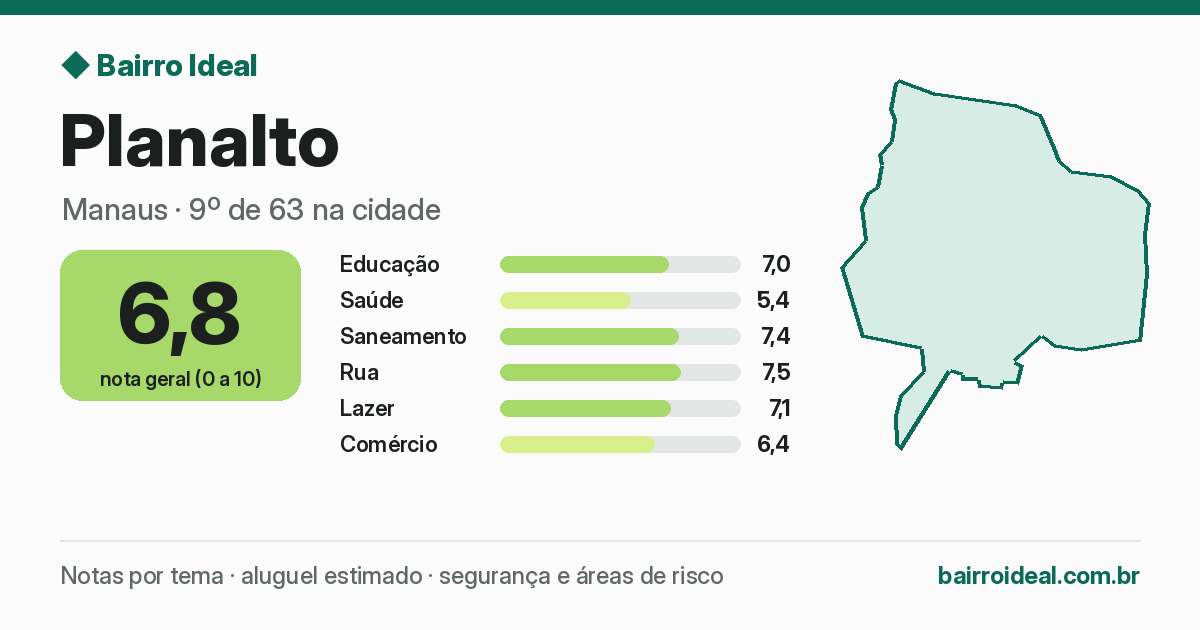 Bairro Ideal
Planalto
Manaus · 9º de 63 na cidade
6,8
nota geral (0 a 10)
Educação 7,0
Saúde 5,4
Saneamento 7,4
Rua 7,5
Lazer 7,1
Comércio 6,4
Notas por tema · aluguel estimado · segurança e áreas de risco
bairroideal.com.br